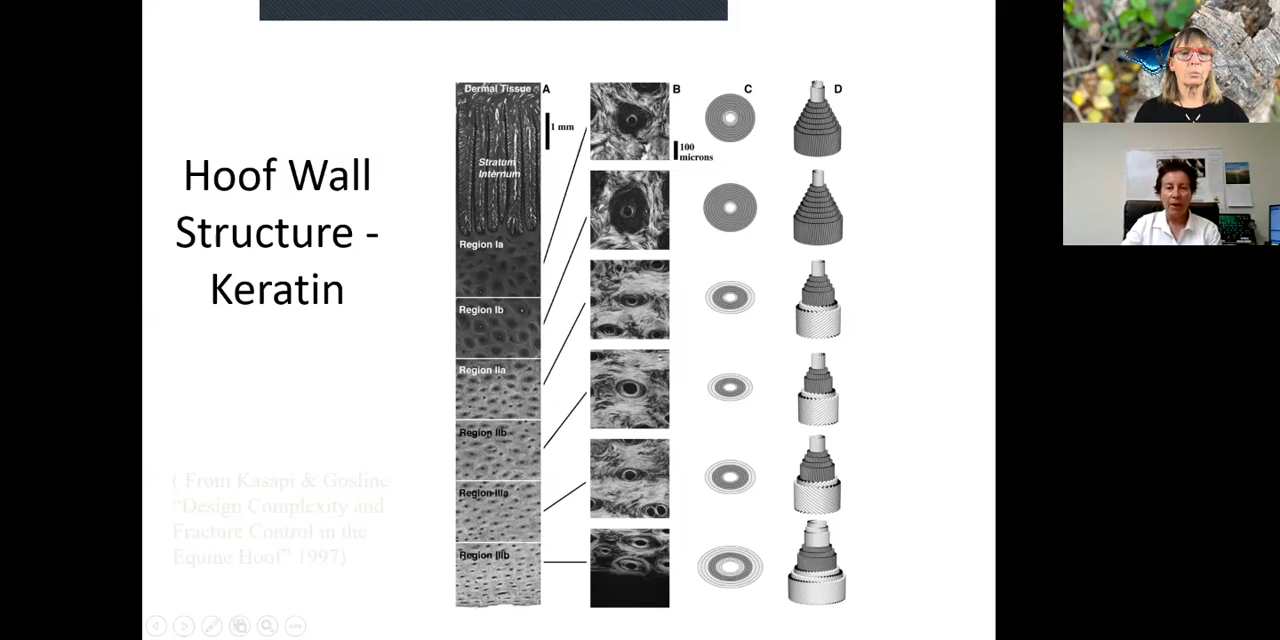 Hoof Wall
Structure -
Keratin
( From Kasapi & Gosline
“Design Complexity and
Fracture Control in the
Equine Hoof” 1997)
Dermal Tissue
A
1 mm
Stratum
Internum
Region Ia
Region Ib
Region IIa
Region IIb
Region IIIa
Region IIIb
B
100
microns
C
D